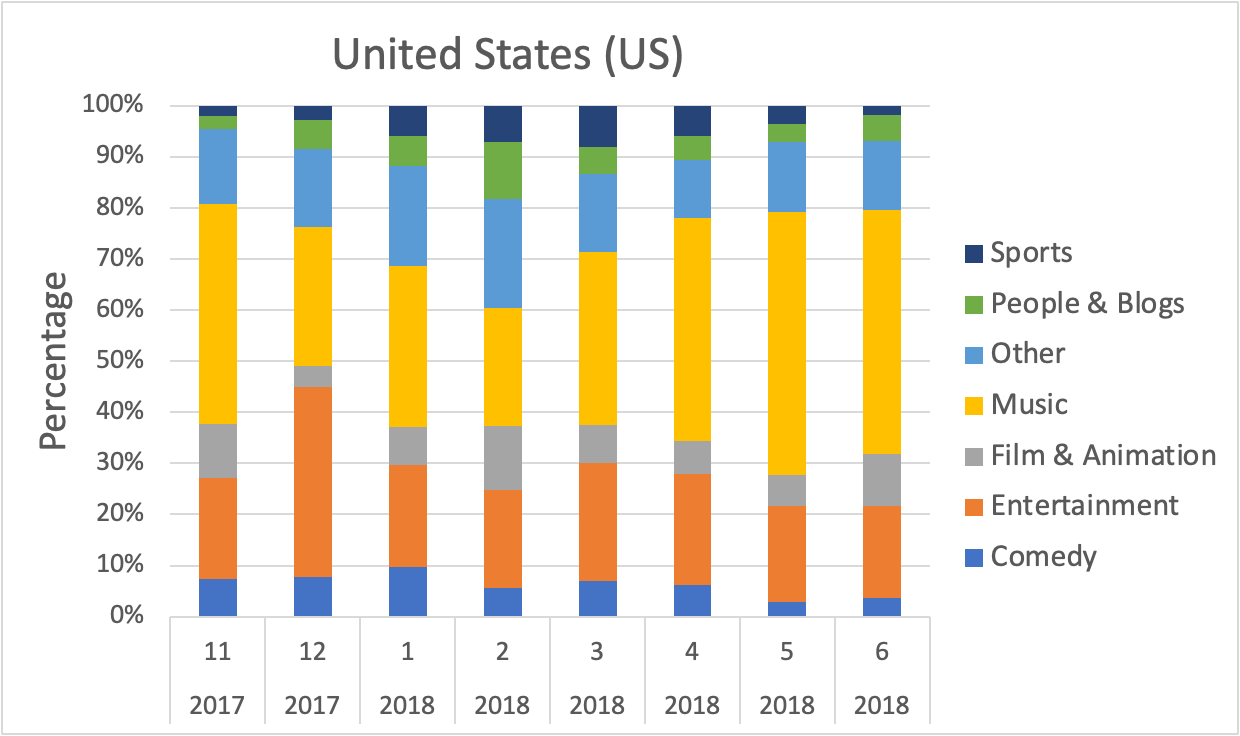 United States (US)
100%
90%
80%
70%
60%
50%
40%
30%
20%
10%
0%
Percentage
11 12 1 2 3 4 5 6
2017 2017 2018 2018 2018 2018 2018 2018
Sports
People & Blogs
Other
Music
Film & Animation
Entertainment
Comedy